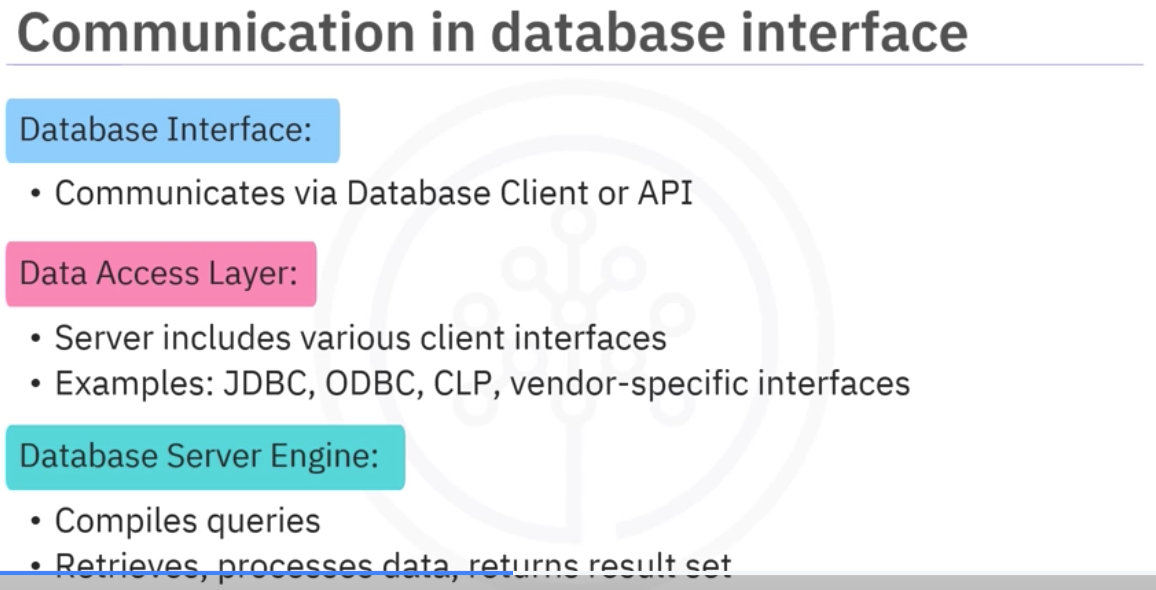 Communication in database interface
Database Interface:
• Communicates via Database Client or API
Data Access Layer:
• Server includes various client interfaces
• Examples: JDBC, ODBC, CLP, vendor-specific interfaces
Database Server Engine:
• Compiles queries
• Retrieves, processes data, returns result set